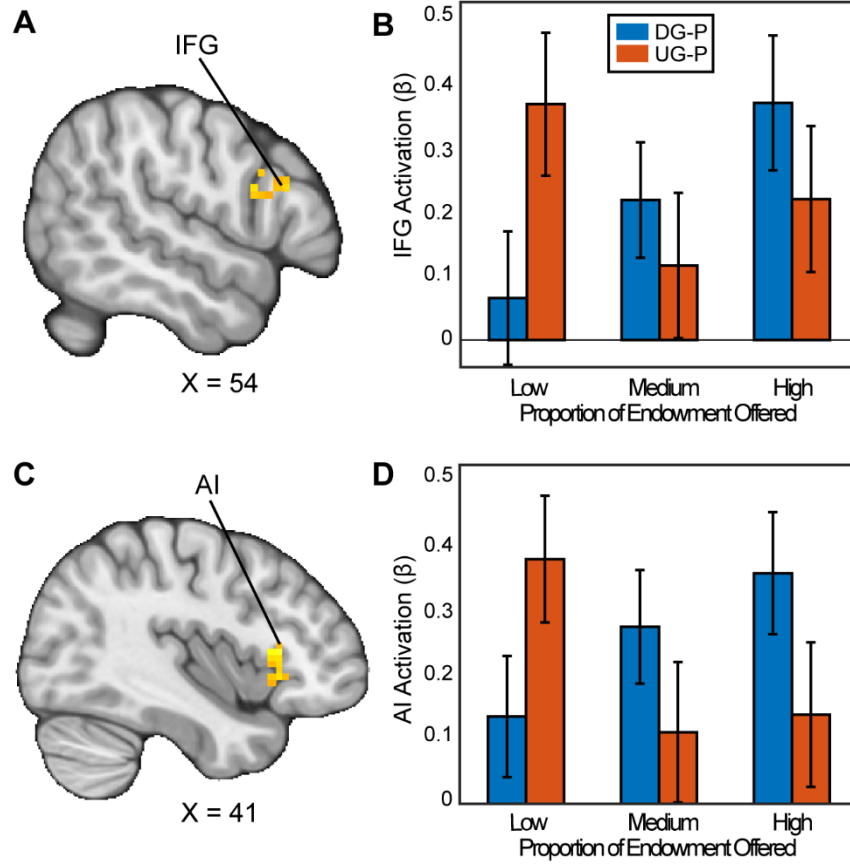 A
IFG
X = 54
B
DG-P
UG-P
IFG Activation (β)
0.5
0.4
0.3
0.2
0.1
0
Low Medium High
Proportion of Endowment Offered
C
AI
X = 41
D
AI Activation (β)
0.5
0.4
0.3
0.2
0.1
0
Low Medium High
Proportion of Endowment Offered